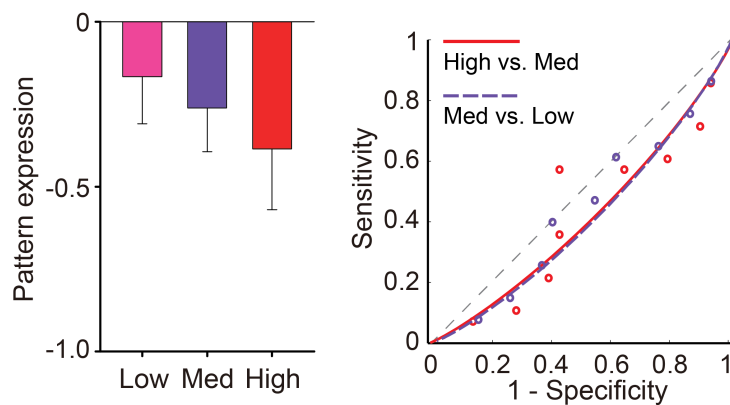 Pattern expression
0
-0.5
-1.0
Low Med High
Sensitivity
1
0.8
0.6
0.4
0.2
0
High vs. Med
Med vs. Low
0 0.2 0.4 0.6 0.8 1
1 - Specificity